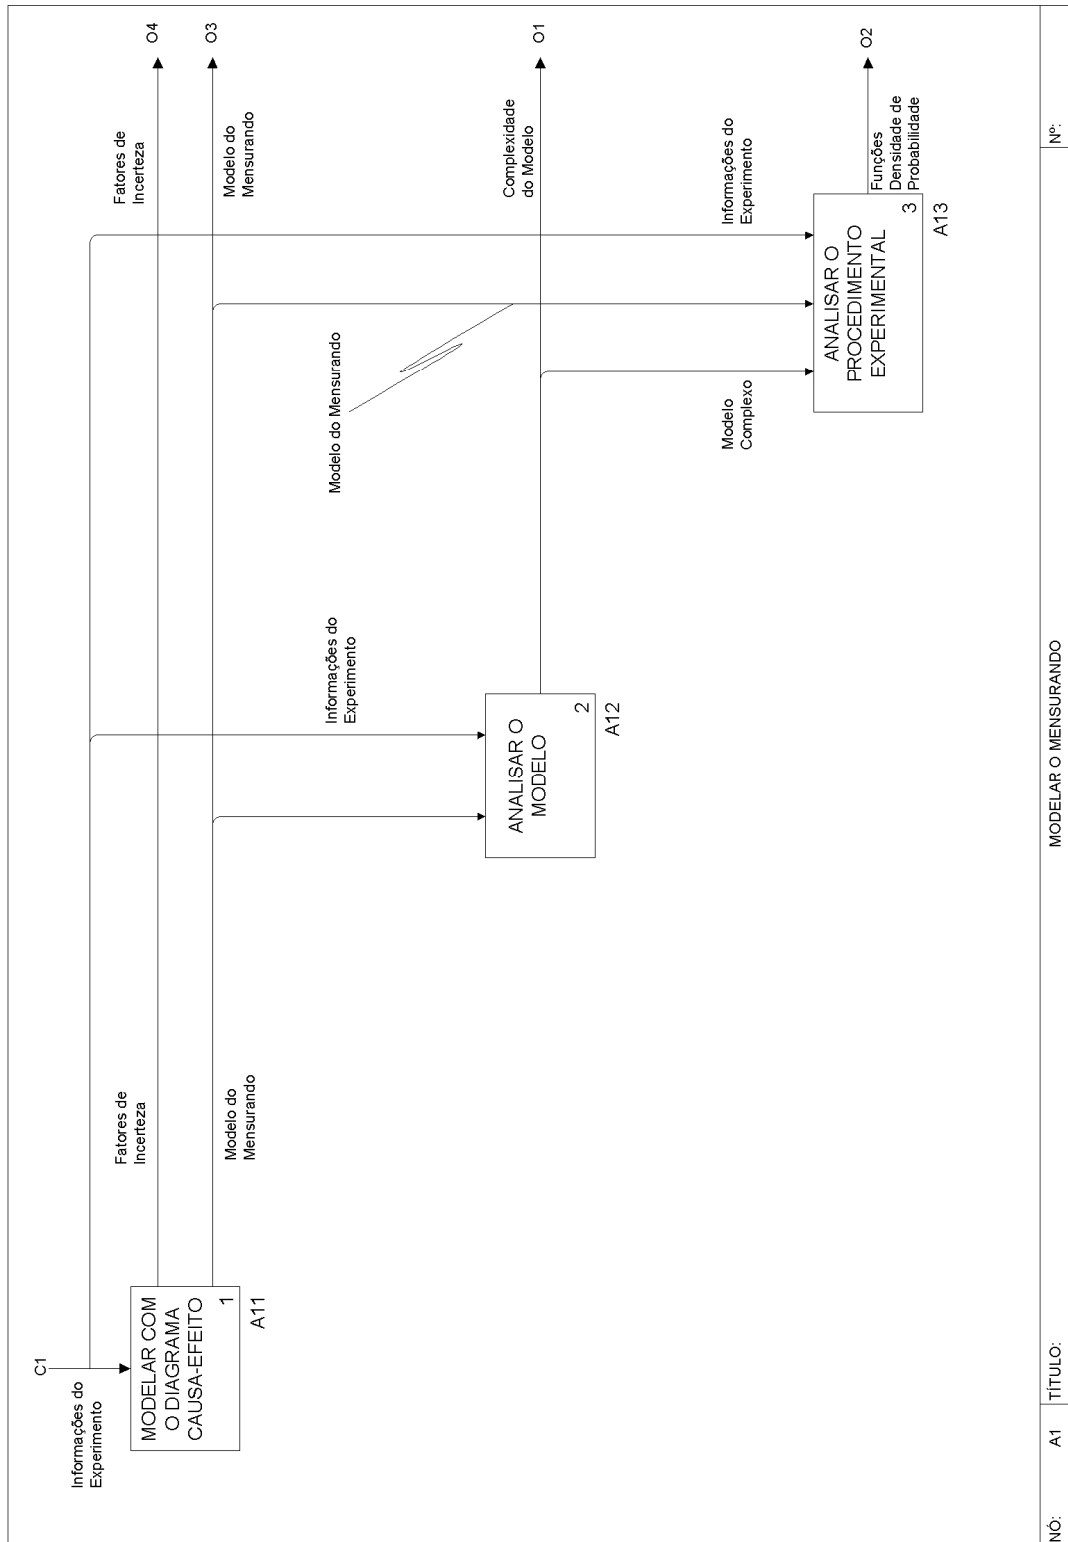 C1
Informações do
Experimento
MODELAR COM
O DIAGRAMA
CAUSA-EFEITO
1
A11
Fatores de
Incerteza
Modelo do
Mensurando
Informações do
Experimento
ANALISAR O
MODELO
2
A12
Modelo do Mensurando
Modelo
Complexo
Informações do
Experimento
ANALISAR O
PROCEDIMENTO
EXPERIMENTAL
3
A13
Fatores de
Incerteza
O4
Modelo do
Mensurando
O3
Complexidade
do Modelo
O1
Funções
Densidade de
Probabilidade
O2
NÓ:
A1
TÍTULO:
MODELAR O MENSURANDO
Nº: